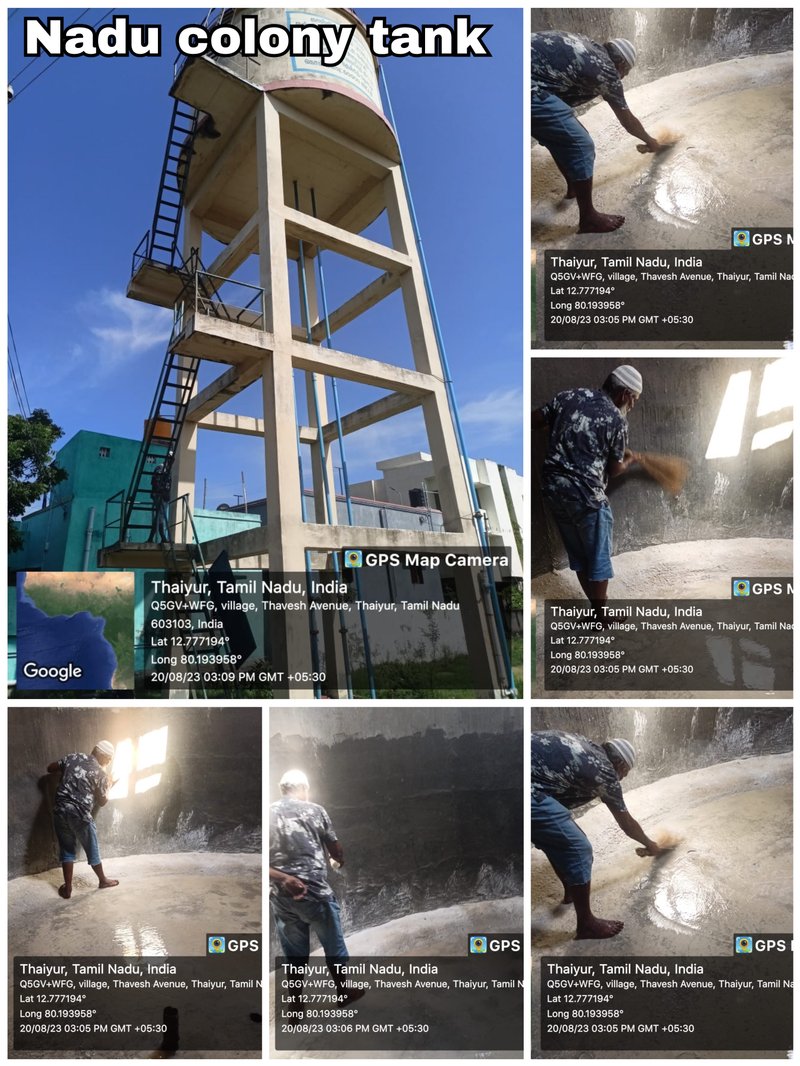 Nadu colony tank
GPS Map Camera
Google
Thaiyur, Tamil Nadu, India
Q5GV+WFG, village, Thavesh Avenue, Thaiyur, Tamil Nadu
603103, India
Lat 12.777194°
Long 80.193958°
20/08/23 03:09 PM GMT +05:30
GPS M
Thaiyur, Tamil Nadu, India
Q5GV+WFG, village, Thavesh Avenue, Thaiyur, Tamil Nad
Lat 12.777194°
Long 80.193958°
20/08/23 03:05 PM GMT +05:30
GPS M
Thaiyur, Tamil Nadu, India
Q5GV+WFG, village, Thavesh Avenue, Thaiyur, Tamil Nad
Lat 12.777194°
Long 80.193958°
20/08/23 03:05 PM GMT +05:30
GPS
Thaiyur, Tamil Nadu, India
Q5GV+WFG, village, Thavesh Avenue, Thaiyur, Tamil N
Lat 12.777194°
Long 80.193958°
20/08/23 03:05 PM GMT +05:30
GPS
Thaiyur, Tamil Nadu, India
Q5GV+WFG, village, Thavesh Avenue, Thaiyur, Tamil N
Lat 12.777194°
Long 80.193958°
20/08/23 03:06 PM GMT +05:30
GPS
Thaiyur, Tamil Nadu, India
Q5GV+WFG, village, Thavesh Avenue, Thaiyur, Tamil Na
Lat 12.777194°
Long 80.193958°
20/08/23 03:05 PM GMT +05:30